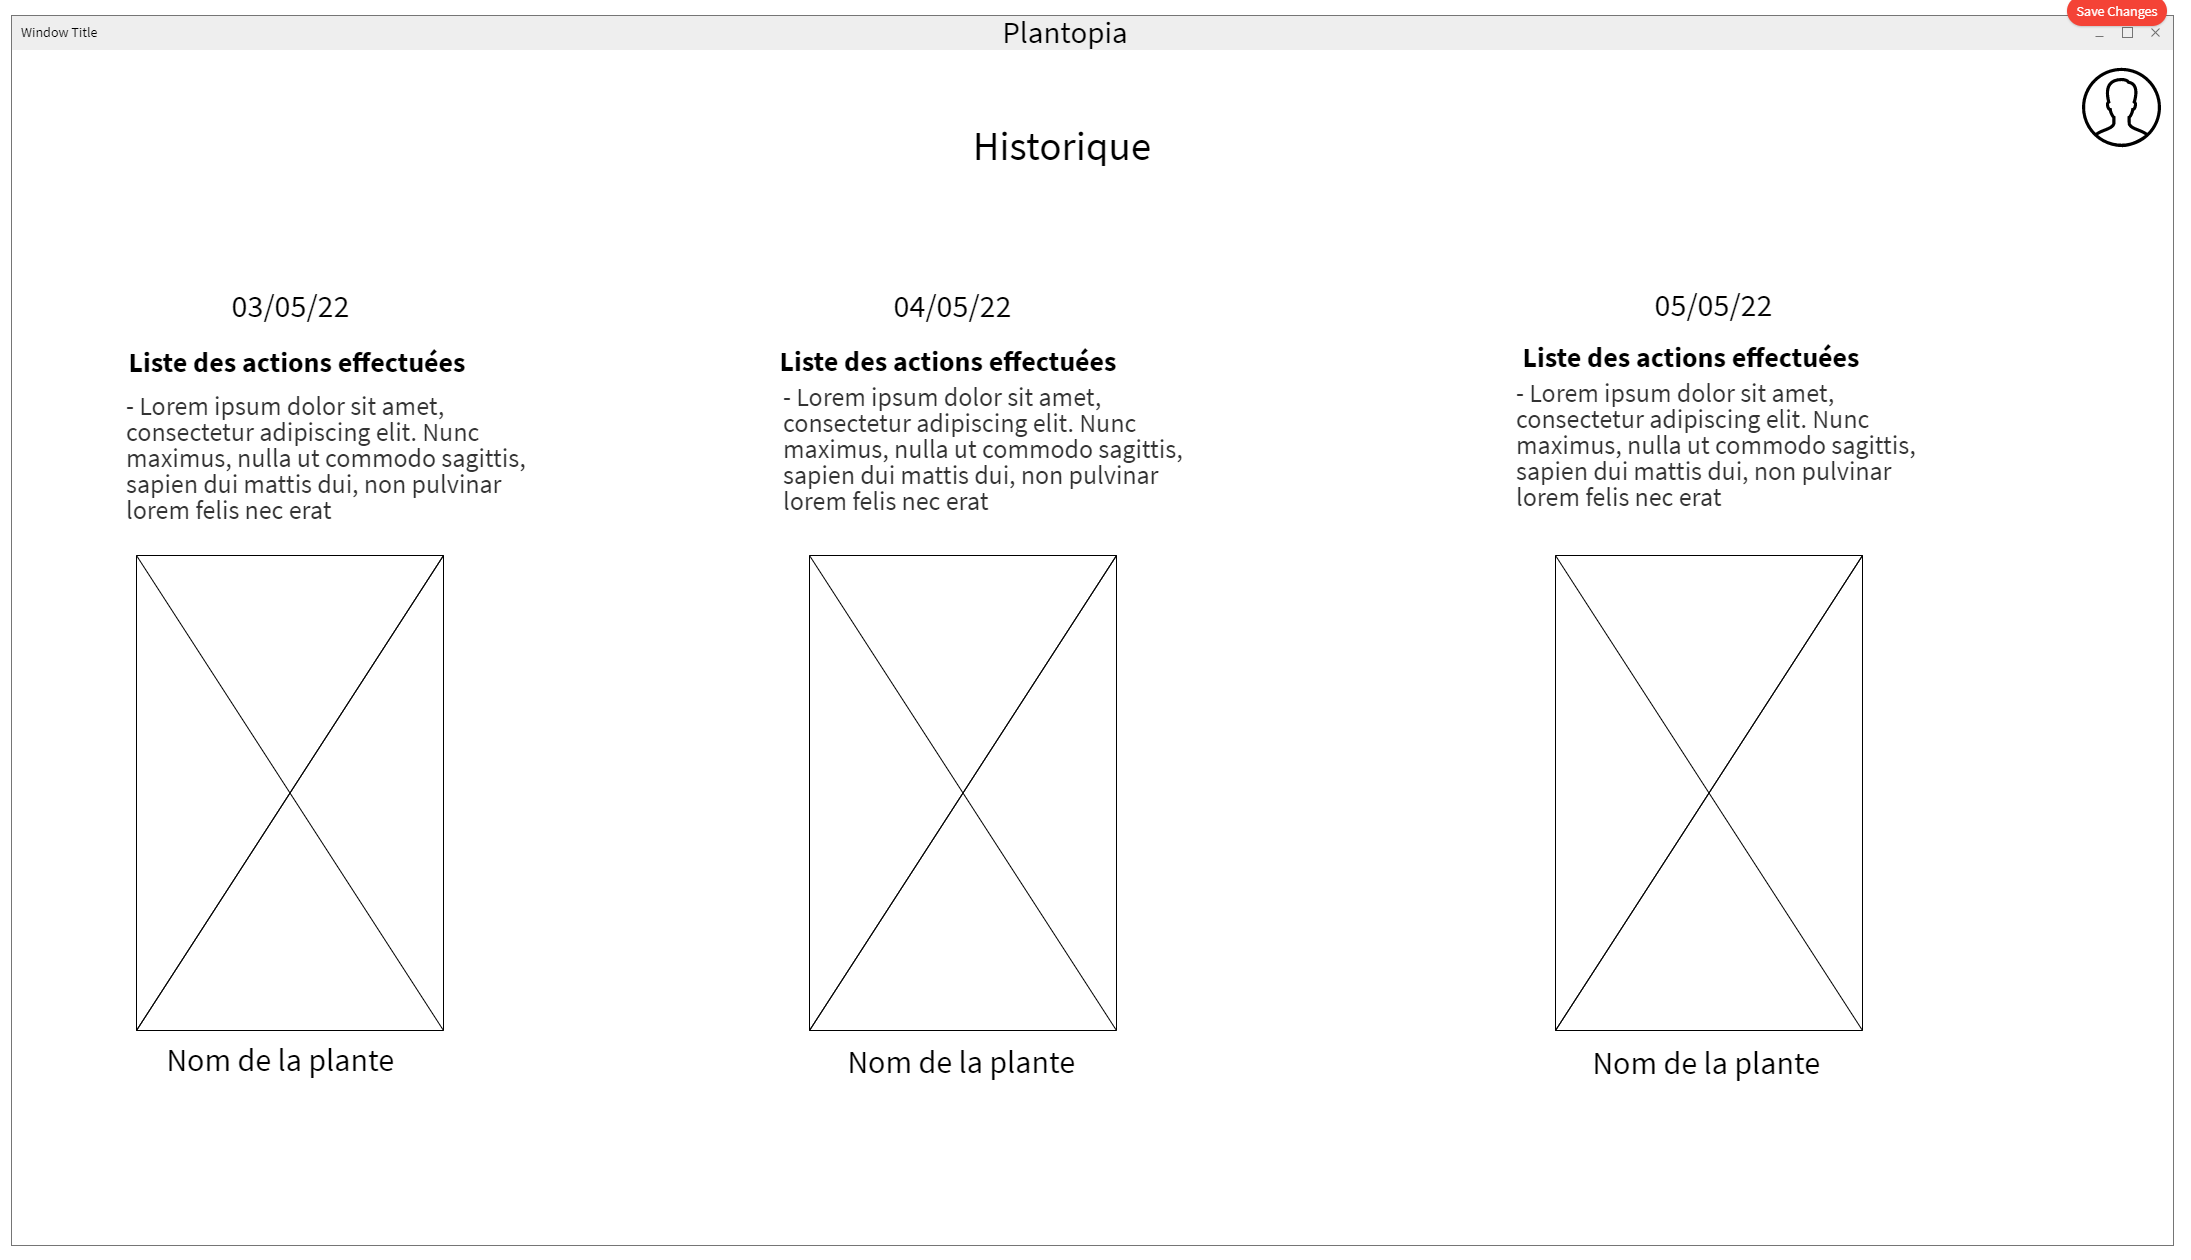 Save Changes
Window Title
Plantopia
Historique
03/05/22
Liste des actions effectuées
- Lorem ipsum dolor sit amet,
consectetur adipiscing elit. Nunc
maximus, nulla ut commodo sagittis,
sapien dui mattis dui, non pulvinar
lorem felis nec erat
Nom de la plante
04/05/22
Liste des actions effectuées
- Lorem ipsum dolor sit amet,
consectetur adipiscing elit. Nunc
maximus, nulla ut commodo sagittis,
sapien dui mattis dui, non pulvinar
lorem felis nec erat
Nom de la plante
05/05/22
Liste des actions effectuées
- Lorem ipsum dolor sit amet,
consectetur adipiscing elit. Nunc
maximus, nulla ut commodo sagittis,
sapien dui mattis dui, non pulvinar
lorem felis nec erat
Nom de la plante